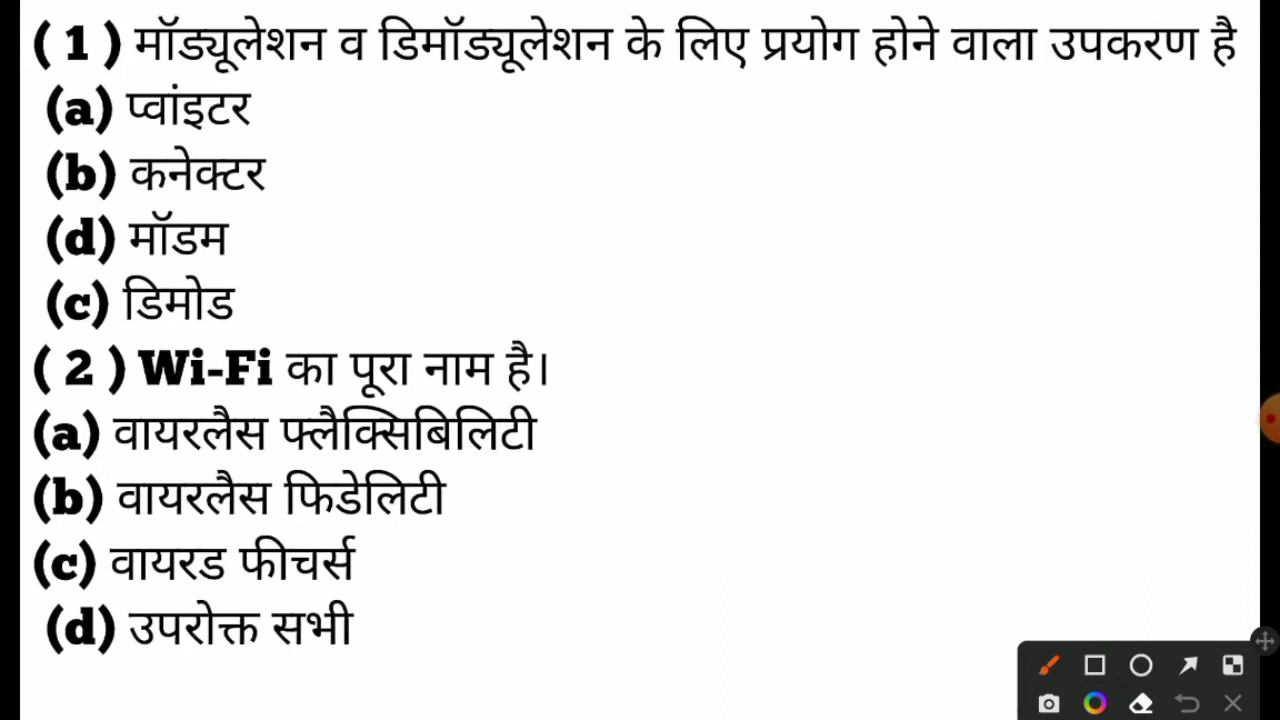 ( 1 ) मॉड्यूलेशन व डिमॉड्यूलेशन के लिए प्रयोग होने वाला उपकरण है
(a) प्वांइटर
(b) कनेक्टर
(d) मॉडम
(c) डिमोड
( 2 ) Wi-Fi का पूरा नाम है।
(a) वायरलैस फ्लैक्सिबिलिटी
(b) वायरलैस फिडेलिटी
(c) वायरड फीचर्स
(d) उपरोक्त सभी